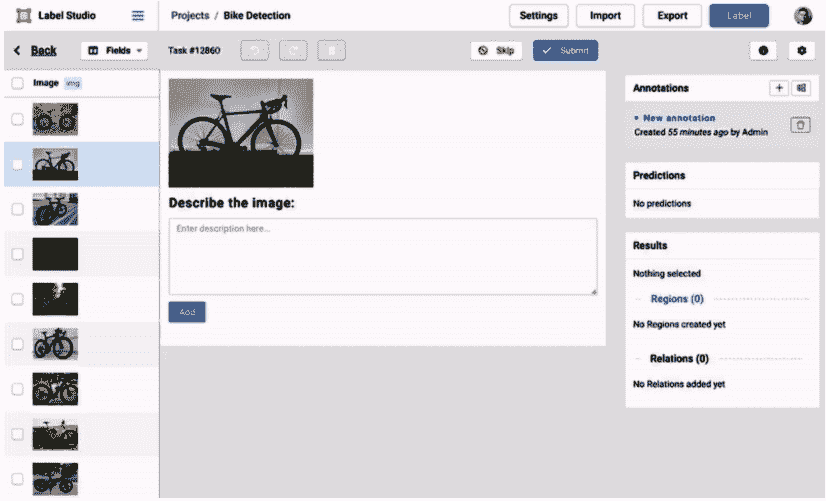 Label Studio
Projects / Bike Detection
Settings
Import
Export
Label
Back
Fields
Task #12860
Skip
Submit
Image img
Describe the image:
Enter description here...
Add
Annotations
New annotation
Created 55 minutes ago by Admin
Predictions
No predictions
Results
Nothing selected
Regions (0)
No Regions created yet
Relations (0)
No Relations added yet